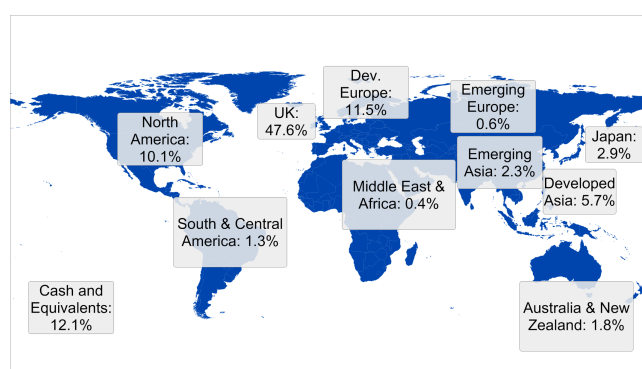 Dev.
Europe:
11.5%
Emerging
Europe:
0.6%
UK:
47.6%
North
America:
10.1%
Japan:
2.9%
Emerging
Asia: 2.3%
Middle East &
Africa: 0.4%
Developed
Asia: 5.7%
South & Central
America: 1.3%
Cash and
Equivalents:
12.1%
Australia & New
Zealand: 1.8%